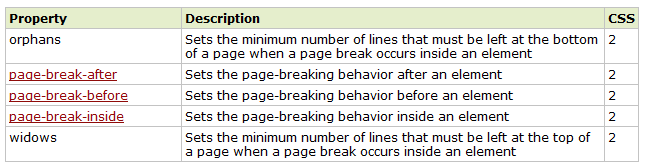 Property Description CSS
orphans Sets the minimum number of lines that must be left at the bottom 2
of a page when a page break occurs inside an element
page-break-after Sets the page-breaking behavior after an element 2
page-break-before Sets the page-breaking behavior before an element 2
page-break-inside Sets the page-breaking behavior inside an element 2
widows Sets the minimum number of lines that must be left at the top of 2
a page when a page break occurs inside an element